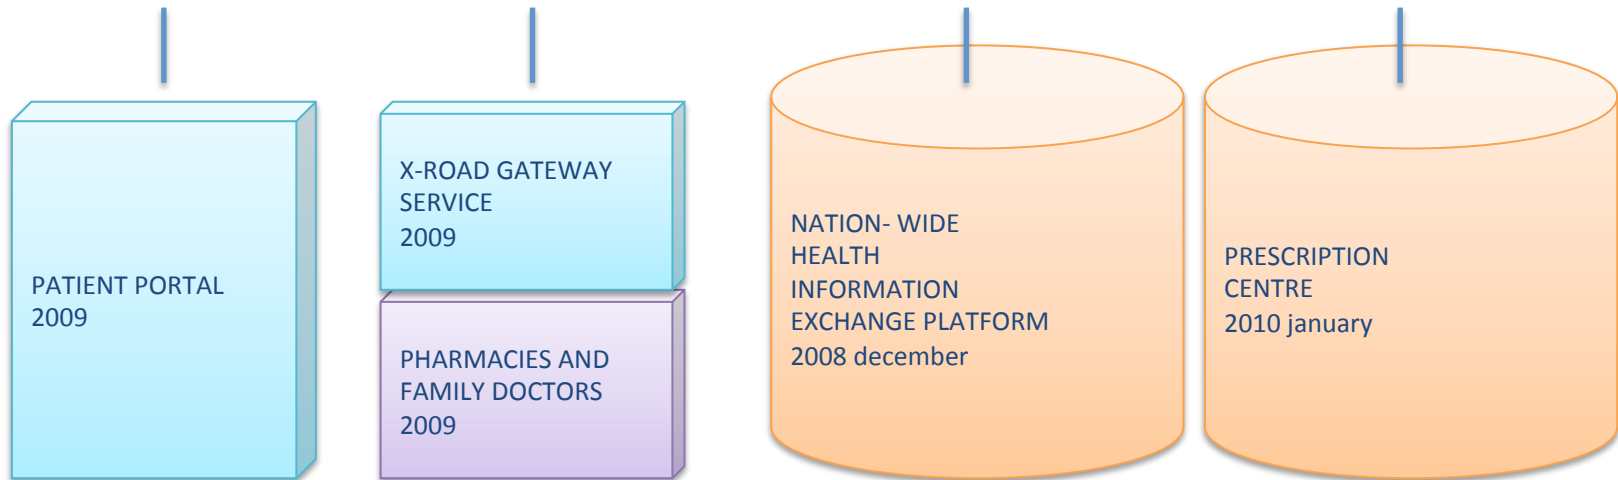 PATIENT PORTAL
2009
X-ROAD GATEWAY
SERVICE
2009
PHARMACIES AND
FAMILY DOCTORS
2009
NATION- WIDE
HEALTH
INFORMATION
EXCHANGE PLATFORM
2008 december
PRESCRIPTION
CENTRE
2010 january